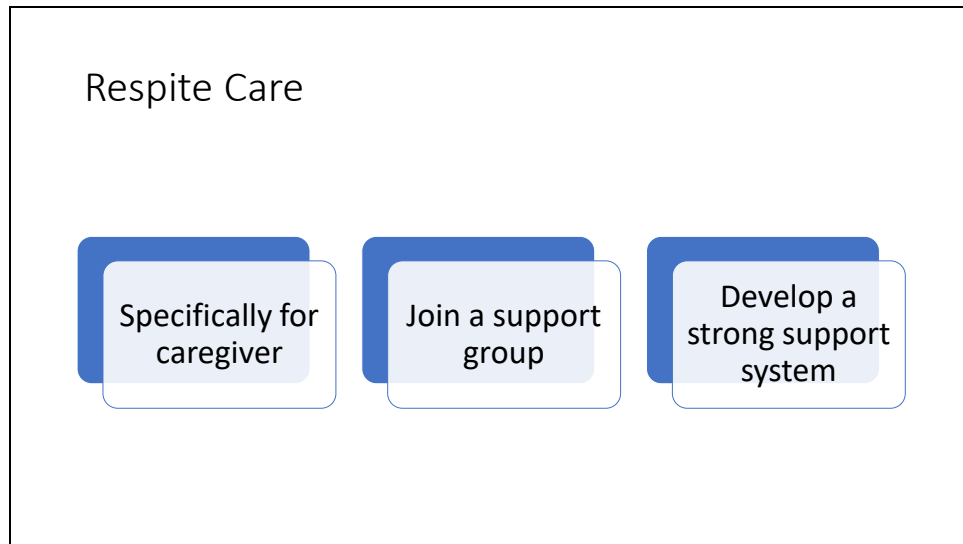 Respite Care
Specifically for
caregiver
Join a support
group
Develop a
strong support
system